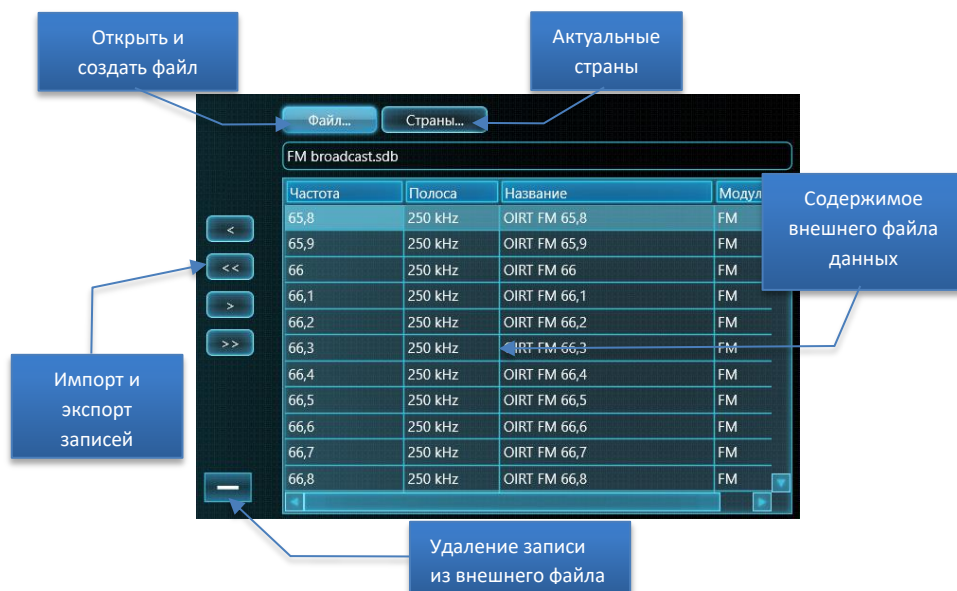 Открыть и
создать файл
Актуальные
страны
Файл...
Страны...
FM broadcast.sdb
Частота Полоса Название Модул
65,8 250 kHz OIRT FM 65,8 FM
65,9 250 kHz OIRT FM 65,9 FM
66 250 kHz OIRT FM 66 FM
66,1 250 kHz OIRT FM 66,1 FM
66,2 250 kHz OIRT FM 66,2 FM
66,3 250 kHz OIRT FM 66,3 FM
66,4 250 kHz OIRT FM 66,4 FM
66,5 250 kHz OIRT FM 66,5 FM
66,6 250 kHz OIRT FM 66,6 FM
66,7 250 kHz OIRT FM 66,7 FM
66,8 250 kHz OIRT FM 66,8 FM
<
<<
>
>>
Содержимое
внешнего файла
данных
Импорт и
экспорт
записей
Удаление записи
из внешнего файла